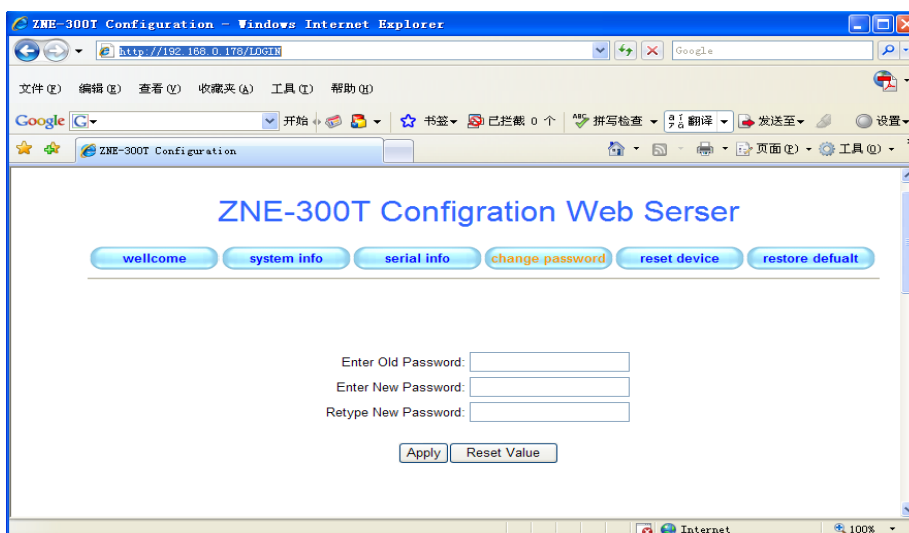 ZNE-300T Configuration - Windows Internet Explorer
http://192.168.0.178/LOGIN
Google
文件(F) 编辑(E) 查看(V) 收藏夹(A) 工具(T) 帮助(H)
Google G 开始 书签 已拦截 0 个 ABC 拼写检查 翻译 发送至 设置
ZNE-300T Configuration 页面(P) 工具(O)
ZNE-300T Configration Web Serser
wellcome system info serial info change password reset device restore defualt
Enter Old Password:
Enter New Password:
Retype New Password:
Apply Reset Value
Internet 100%